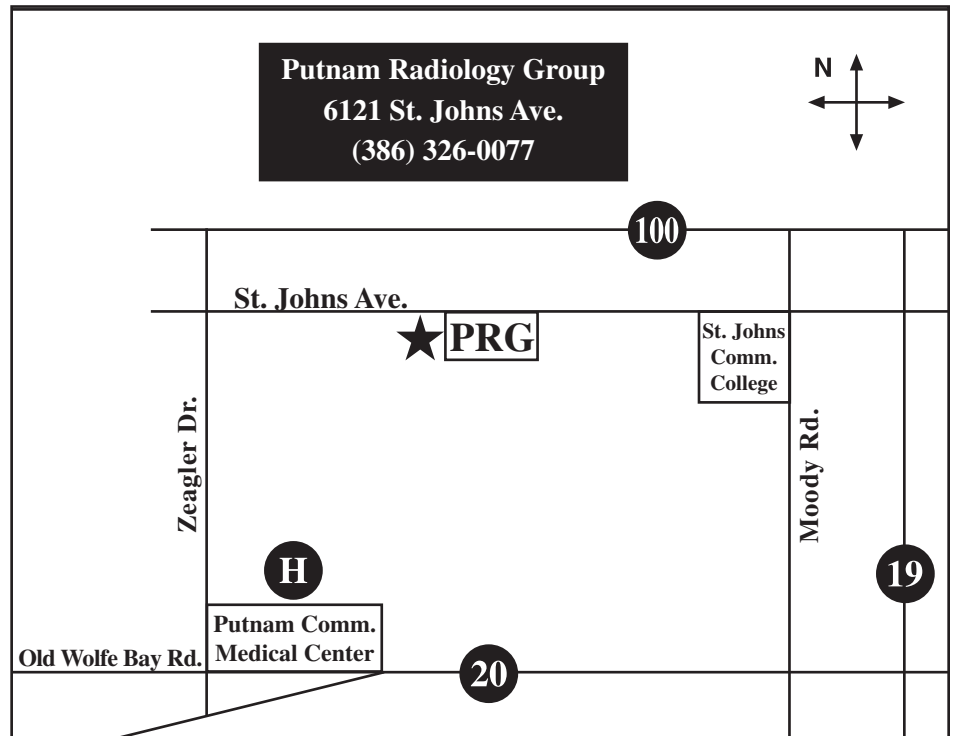 Putnam Radiology Group
6121 St. Johns Ave.
(386) 326-0077
N
100
St. Johns Ave.
PRG
St. Johns
Comm.
College
Zeagler Dr.
Moody Rd.
H
19
Putnam Comm.
Medical Center
Old Wolfe Bay Rd.
20